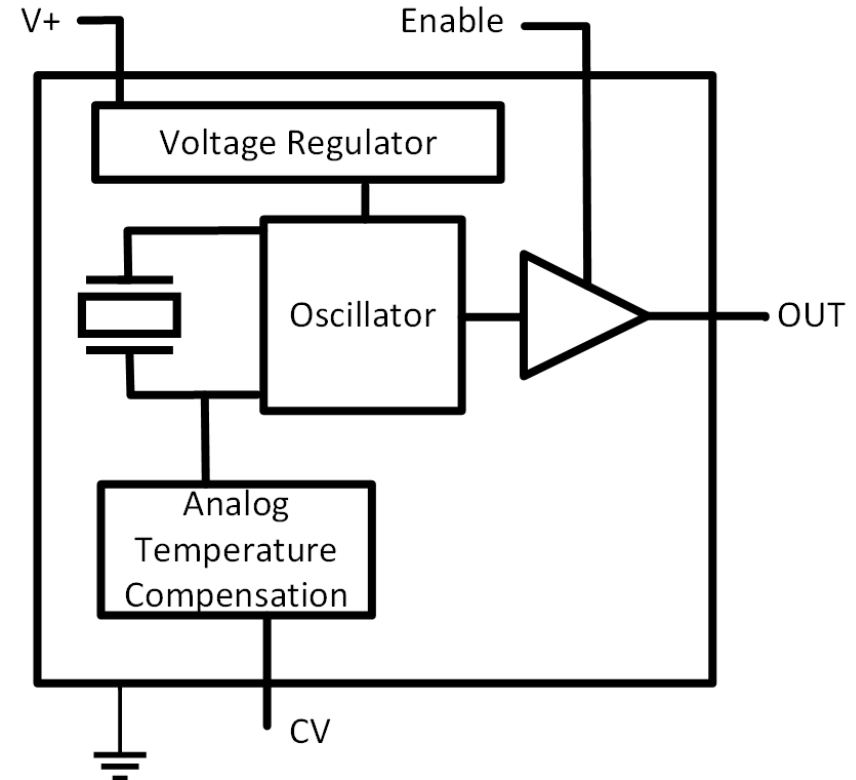 V+
Enable
Voltage Regulator
Oscillator
OUT
Analog
Temperature
Compensation
CV